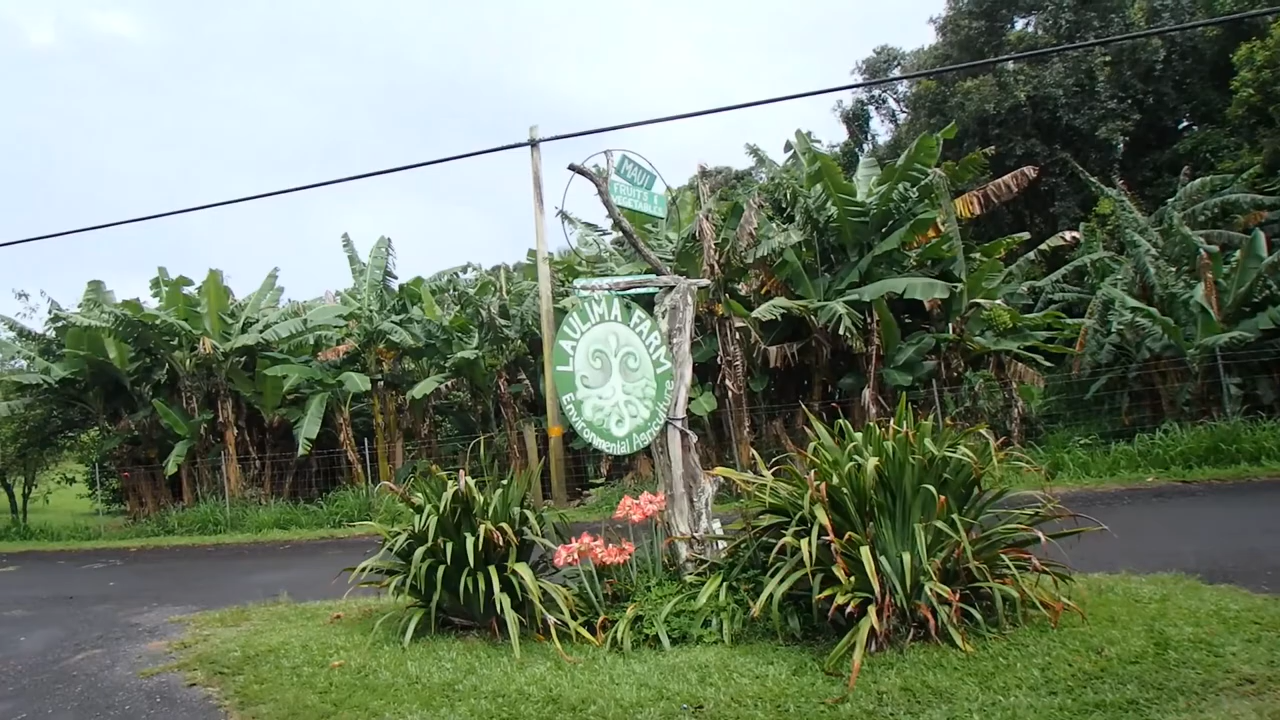 MAUI
FRUITS &
VEGETABLES
LAULIMA FARM
Environmental Agriculture